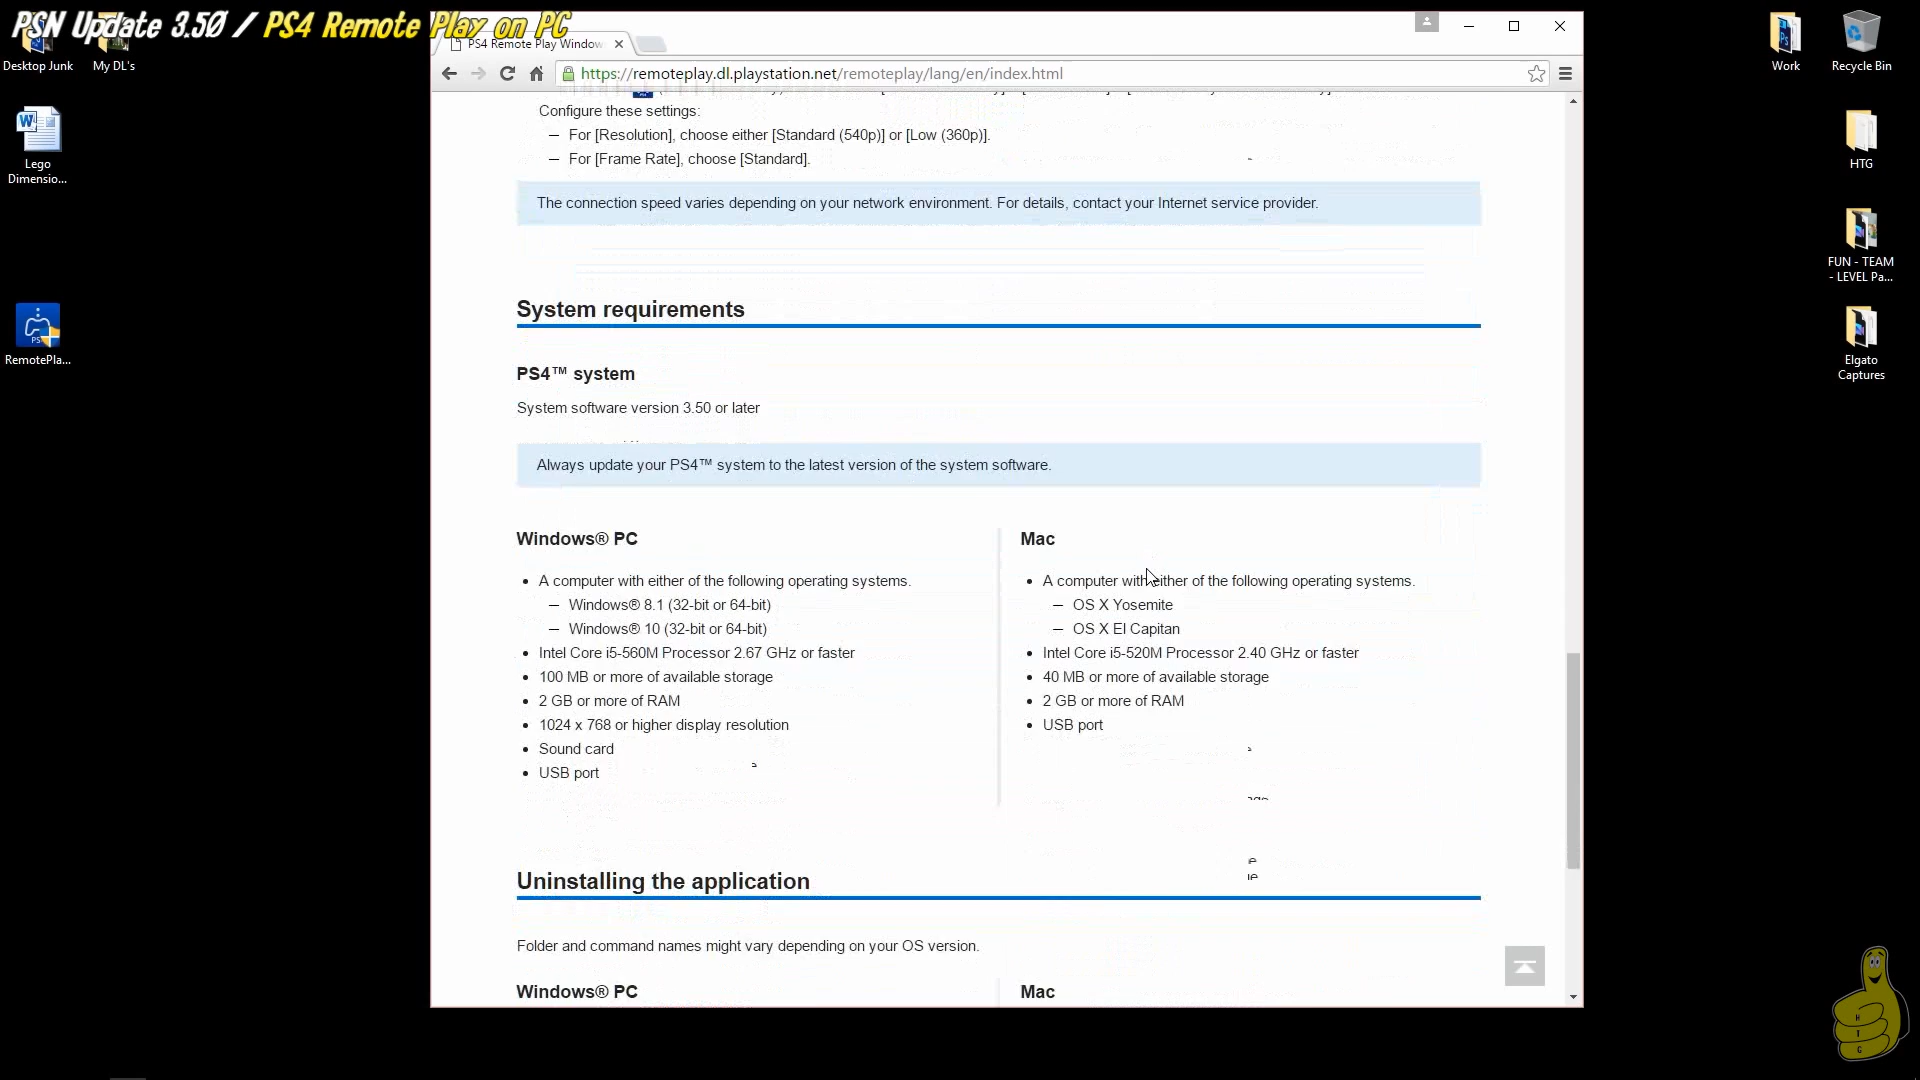 PSN Update 3.50 / PS4 Remote Play on PC
Desktop Junk
My DL's
Lego
Dimensio...
RemotePla...
PS4 Remote Play Window
https://remoteplay.dl.playstation.net/remoteplay/lang/en/index.html
Configure these settings:
— For [Resolution], choose either [Standard (540p)] or [Low (360p)].
— For [Frame Rate], choose [Standard].
The connection speed varies depending on your network environment. For details, contact your Internet service provider.
System requirements
PS4™ system
System software version 3.50 or later
Always update your PS4™ system to the latest version of the system software.
Windows® PC
• A computer with either of the following operating systems.
— Windows® 8.1 (32-bit or 64-bit)
— Windows® 10 (32-bit or 64-bit)
• Intel Core i5-560M Processor 2.67 GHz or faster
• 100 MB or more of available storage
• 2 GB or more of RAM
• 1024 x 768 or higher display resolution
• Sound card
• USB port
Mac
• A computer with either of the following operating systems.
— OS X Yosemite
— OS X El Capitan
• Intel Core i5-520M Processor 2.40 GHz or faster
• 40 MB or more of available storage
• 2 GB or more of RAM
• USB port
Uninstalling the application
Folder and command names might vary depending on your OS version.
Windows® PC
Mac
Work
Recycle Bin
HTG
FUN - TEAM
- LEVEL Pa...
Elgato
Captures
H
T
G